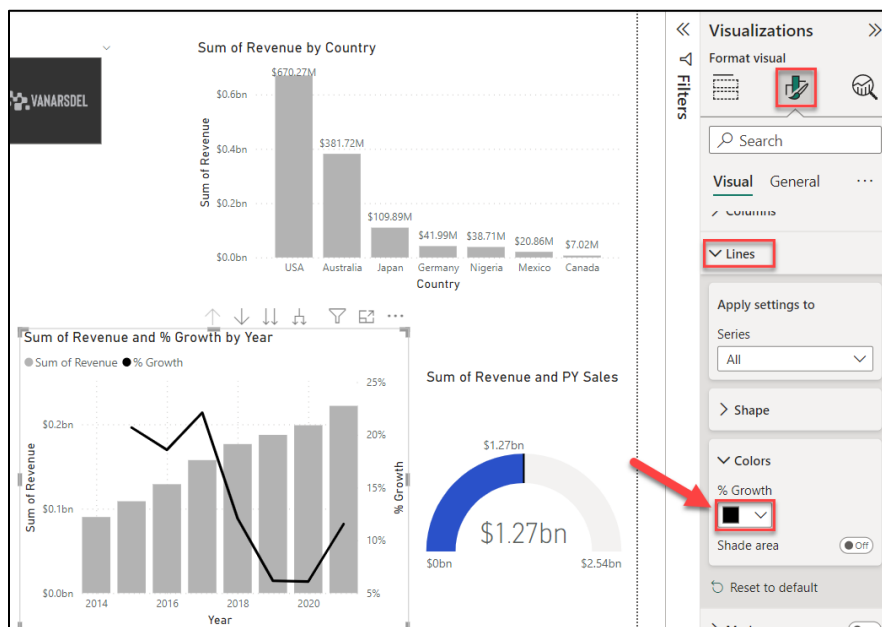 VANARSDEL
Sum of Revenue by Country
Sum of Revenue
$0.6bn
$0.4bn
$0.2bn
$0.0bn
$670.27M
$381.72M
$109.89M
$41.99M
$38.71M
$20.86M
$7.02M
USA
Australia
Japan
Germany
Nigeria
Mexico
Canada
Country
Sum of Revenue and % Growth by Year
Sum of Revenue
% Growth
Sum of Revenue
$0.2bn
$0.1bn
$0.0bn
25%
20%
15%
10%
5%
% Growth
2014
2016
2018
2020
Year
Sum of Revenue and PY Sales
$1.27bn
$1.27bn
$0bn
$2.54bn
Filters
Visualizations
Format visual
Search
Visual
General
Columns
Lines
Apply settings to
Series
All
Shape
Colors
% Growth
Shade area
Off
Reset to default